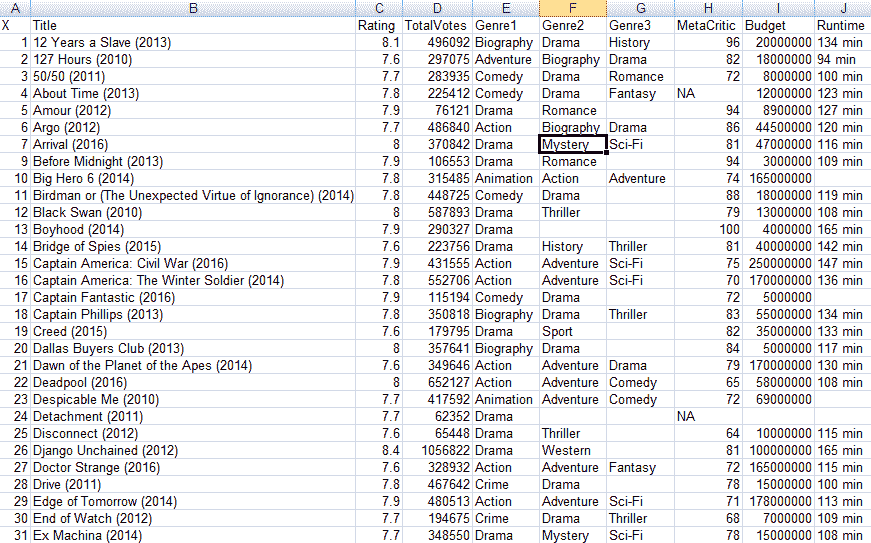 A B C D E F G H I J
X Title Rating TotalVotes Genre1 Genre2 Genre3 MetaCritic Budget Runtime
1 12 Years a Slave (2013) 8.1 496092 Biography Drama History 96 20000000 134 min
2 127 Hours (2010) 7.6 297075 Adventure Biography Drama 82 18000000 94 min
3 50/50 (2011) 7.7 283935 Comedy Drama Romance 72 8000000 100 min
4 About Time (2013) 7.8 225412 Comedy Drama Fantasy NA 12000000 123 min
5 Amour (2012) 7.9 76121 Drama Romance 94 8900000 127 min
6 Argo (2012) 7.7 486840 Action Biography Drama 86 44500000 120 min
7 Arrival (2016) 8 370842 Drama Mystery Sci-Fi 81 47000000 116 min
9 Before Midnight (2013) 7.9 106553 Drama Romance 94 3000000 109 min
10 Big Hero 6 (2014) 7.8 315485 Animation Action Adventure 74 165000000
11 Birdman or (The Unexpected Virtue of Ignorance) (2014) 7.8 448725 Comedy Drama 88 18000000 119 min
12 Black Swan (2010) 8 587893 Drama Thriller 79 13000000 108 min
13 Boyhood (2014) 7.9 290327 Drama 100 4000000 165 min
14 Bridge of Spies (2015) 7.6 223756 Drama History Thriller 81 40000000 142 min
15 Captain America: Civil War (2016) 7.9 431555 Action Adventure Sci-Fi 75 250000000 147 min
16 Captain America: The Winter Soldier (2014) 7.8 552706 Action Adventure Sci-Fi 70 170000000 136 min
17 Captain Fantastic (2016) 7.9 115194 Comedy Drama 72 5000000
18 Captain Phillips (2013) 7.8 350818 Biography Drama Thriller 83 55000000 134 min
19 Creed (2015) 7.6 179795 Drama Sport 82 35000000 133 min
20 Dallas Buyers Club (2013) 8 357641 Biography Drama 84 5000000 117 min
21 Dawn of the Planet of the Apes (2014) 7.6 349646 Action Adventure Drama 79 170000000 130 min
22 Deadpool (2016) 8 652127 Action Adventure Comedy 65 58000000 108 min
23 Despicable Me (2010) 7.7 417592 Animation Adventure Comedy 72 69000000
24 Detachment (2011) 7.7 62352 Drama NA
25 Disconnect (2012) 7.6 65448 Drama Thriller 64 10000000 115 min
26 Django Unchained (2012) 8.4 1056822 Drama Western 81 100000000 165 min
27 Doctor Strange (2016) 7.6 328932 Action Adventure Fantasy 72 165000000 115 min
28 Drive (2011) 7.8 467642 Crime Drama 78 15000000 100 min
29 Edge of Tomorrow (2014) 7.9 480513 Action Adventure Sci-Fi 71 178000000 113 min
30 End of Watch (2012) 7.7 194675 Crime Drama Thriller 68 7000000 109 min
31 Ex Machina (2014) 7.7 348550 Drama Mystery Sci-Fi 78 15000000 108 min